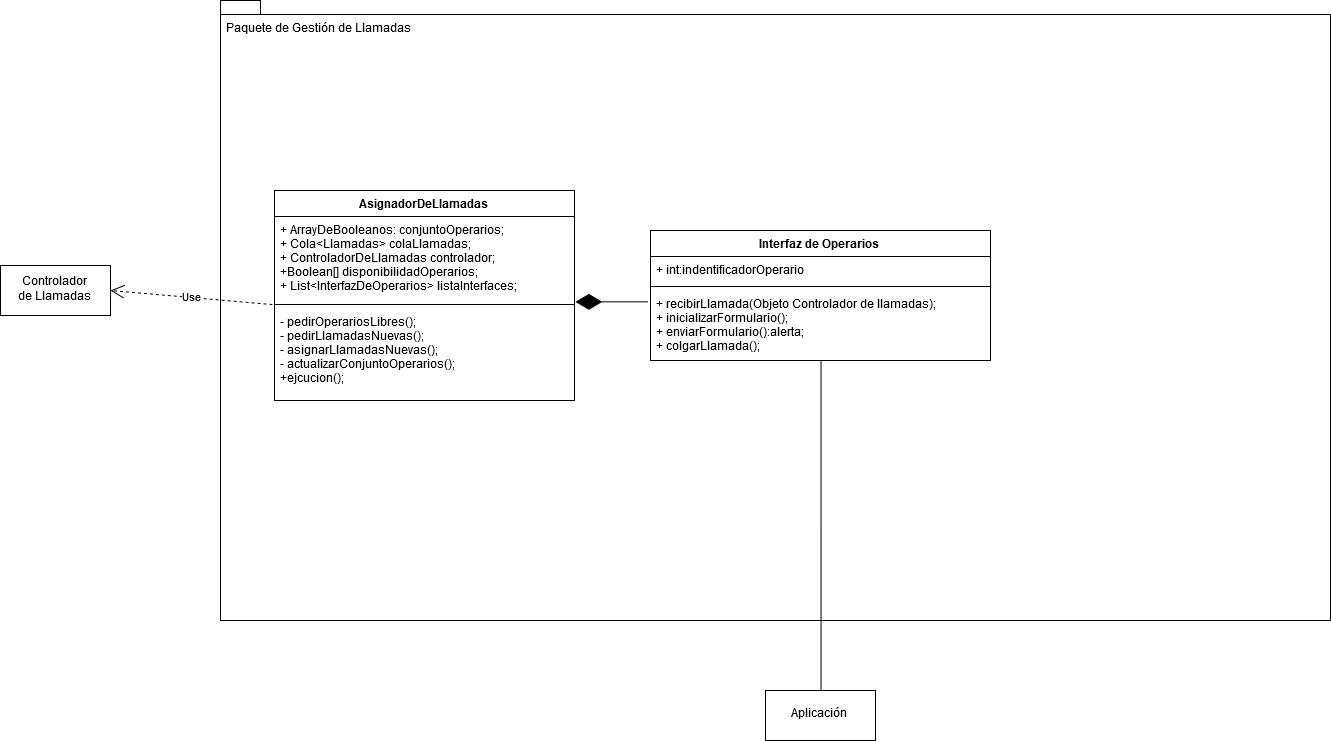 Paquete de Gestión de Llamadas
AsignadorDeLlamadas
+ ArrayDeBooleanos: conjuntoOperarios;
+ Cola<Llamadas> colaLlamadas;
+ ControladorDeLlamadas controlador;
+Boolean[] disponibilidadOperarios;
+ List<InterfazDeOperarios> listaInterfaces;
- pedirOperariosLibres();
- pedirLlamadasNuevas();
- asignarLlamadasNuevas();
- actualizarConjuntoOperarios();
+ejcucion();
Interfaz de Operarios
+ int:indentificadorOperario
+ recibirLlamada(Objeto Controlador de llamadas);
+ inicializarFormulario();
+ enviarFormulario():alerta;
+ colgarLlamada();
Controlador
de Llamadas
Use
Aplicación